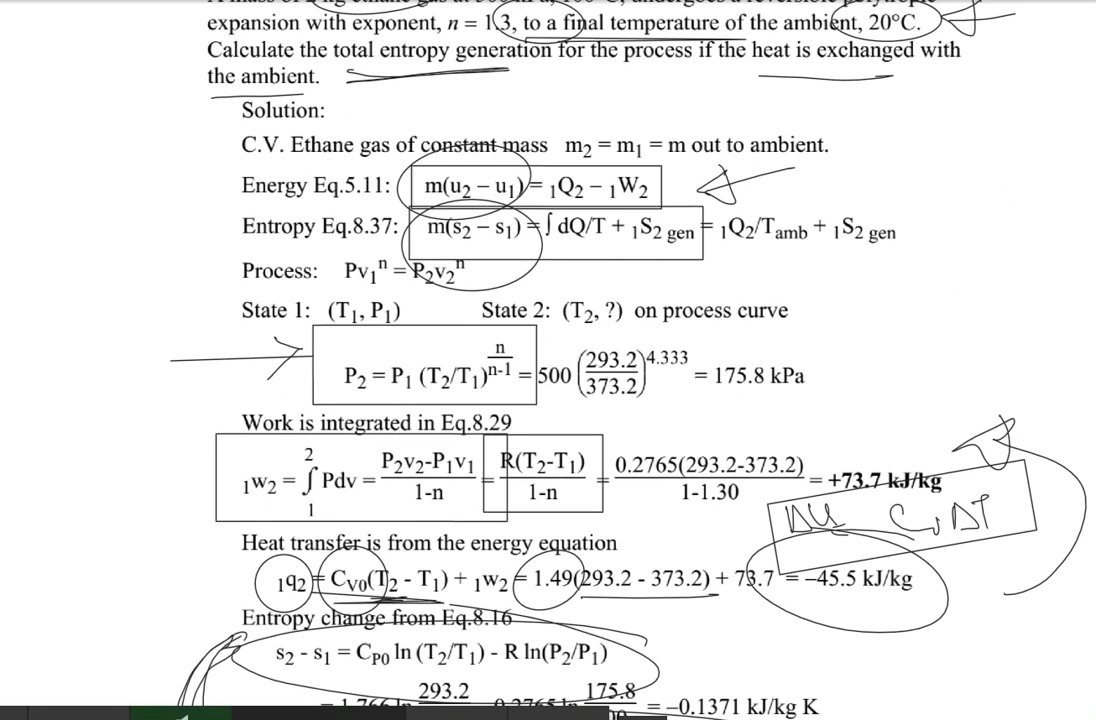 expansion with exponent, n = 1.3, to a final temperature of the ambient, 20°C.
Calculate the total entropy generation for the process if the heat is exchanged with
the ambient.
Solution:
C.V. Ethane gas of constant mass m₂ = m₁ = m out to ambient.
Energy Eq.5.11: m(u₂ − u₁) = ₁Q₂ − ₁W₂
Entropy Eq.8.37: m(s₂ − s₁) = ∫ dQ/T + ₁S₂ gen = ₁Q₂/Tamb + ₁S₂ gen
Process: Pv₁ⁿ = P₂v₂ⁿ
State 1: (T₁, P₁) State 2: (T₂, ?) on process curve
P₂ = P₁ (T₂/T₁)^(n/(n-1)) = 500 (293.2/373.2)^4.333 = 175.8 kPa
Work is integrated in Eq.8.29
₁w₂ = ∫₁² Pdv = (P₂v₂-P₁v₁)/(1-n) = R(T₂-T₁)/(1-n) = 0.2765(293.2-373.2)/(1-1.30) = +73.7 kJ/kg
ΔU CᵥΔT
Heat transfer is from the energy equation
₁q₂ = Cv0(T₂ - T₁) + ₁w₂ = 1.49(293.2 - 373.2) + 73.7 = −45.5 kJ/kg
Entropy change from Eq.8.16
s₂ - s₁ = CP0 ln (T₂/T₁) - R ln(P₂/P₁)
293.2 175.8
= −0.1371 kJ/kg K